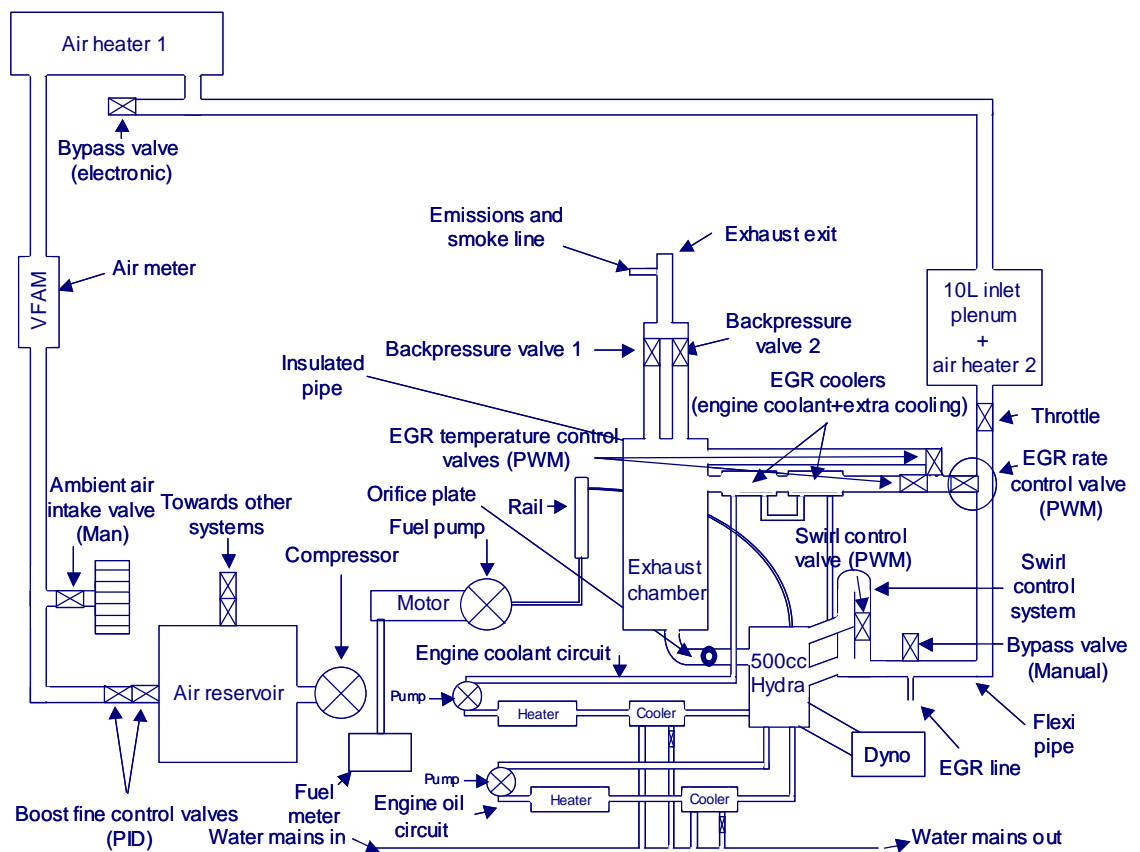 Air heater 1
Bypass valve
(electronic)
Emissions and
smoke line
Exhaust exit
Air meter
VFAM
10L inlet
plenum
+
air heater 2
Backpressure valve 1
Backpressure
valve 2
Insulated
pipe
EGR coolers
(engine coolant+extra cooling)
Throttle
EGR temperature control
valves (PWM)
EGR rate
control valve
(PWM)
Ambient air
intake valve
(Man)
Towards other
systems
Orifice plate
Rail
Fuel pump
Compressor
Swirl control
valve (PWM)
Swirl
control
system
Exhaust
chamber
Motor
Bypass valve
(Manual)
Engine coolant circuit
500cc
Hydra
Air reservoir
Pump
Heater
Cooler
Flexi
pipe
Dyno
EGR line
Fuel
meter
Pump
Engine oil
circuit
Heater
Cooler
Boost fine control valves
(PID)
Water mains in
Water mains out